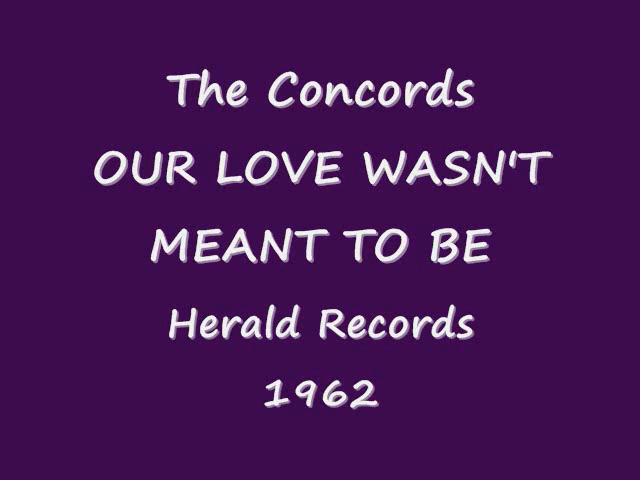 The Concords
OUR LOVE WASN'T
MEANT TO BE
Herald Records
1962